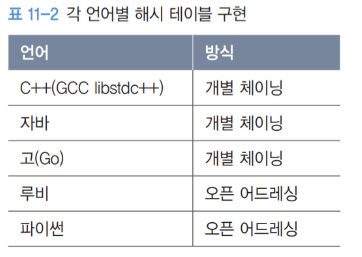 표 11-2 각 언어별 해시 테이블 구현
언어 방식
C++(GCC libstdc++) 개별 체이닝
자바 개별 체이닝
고(Go) 개별 체이닝
루비 오픈 어드레싱
파이썬 오픈 어드레싱